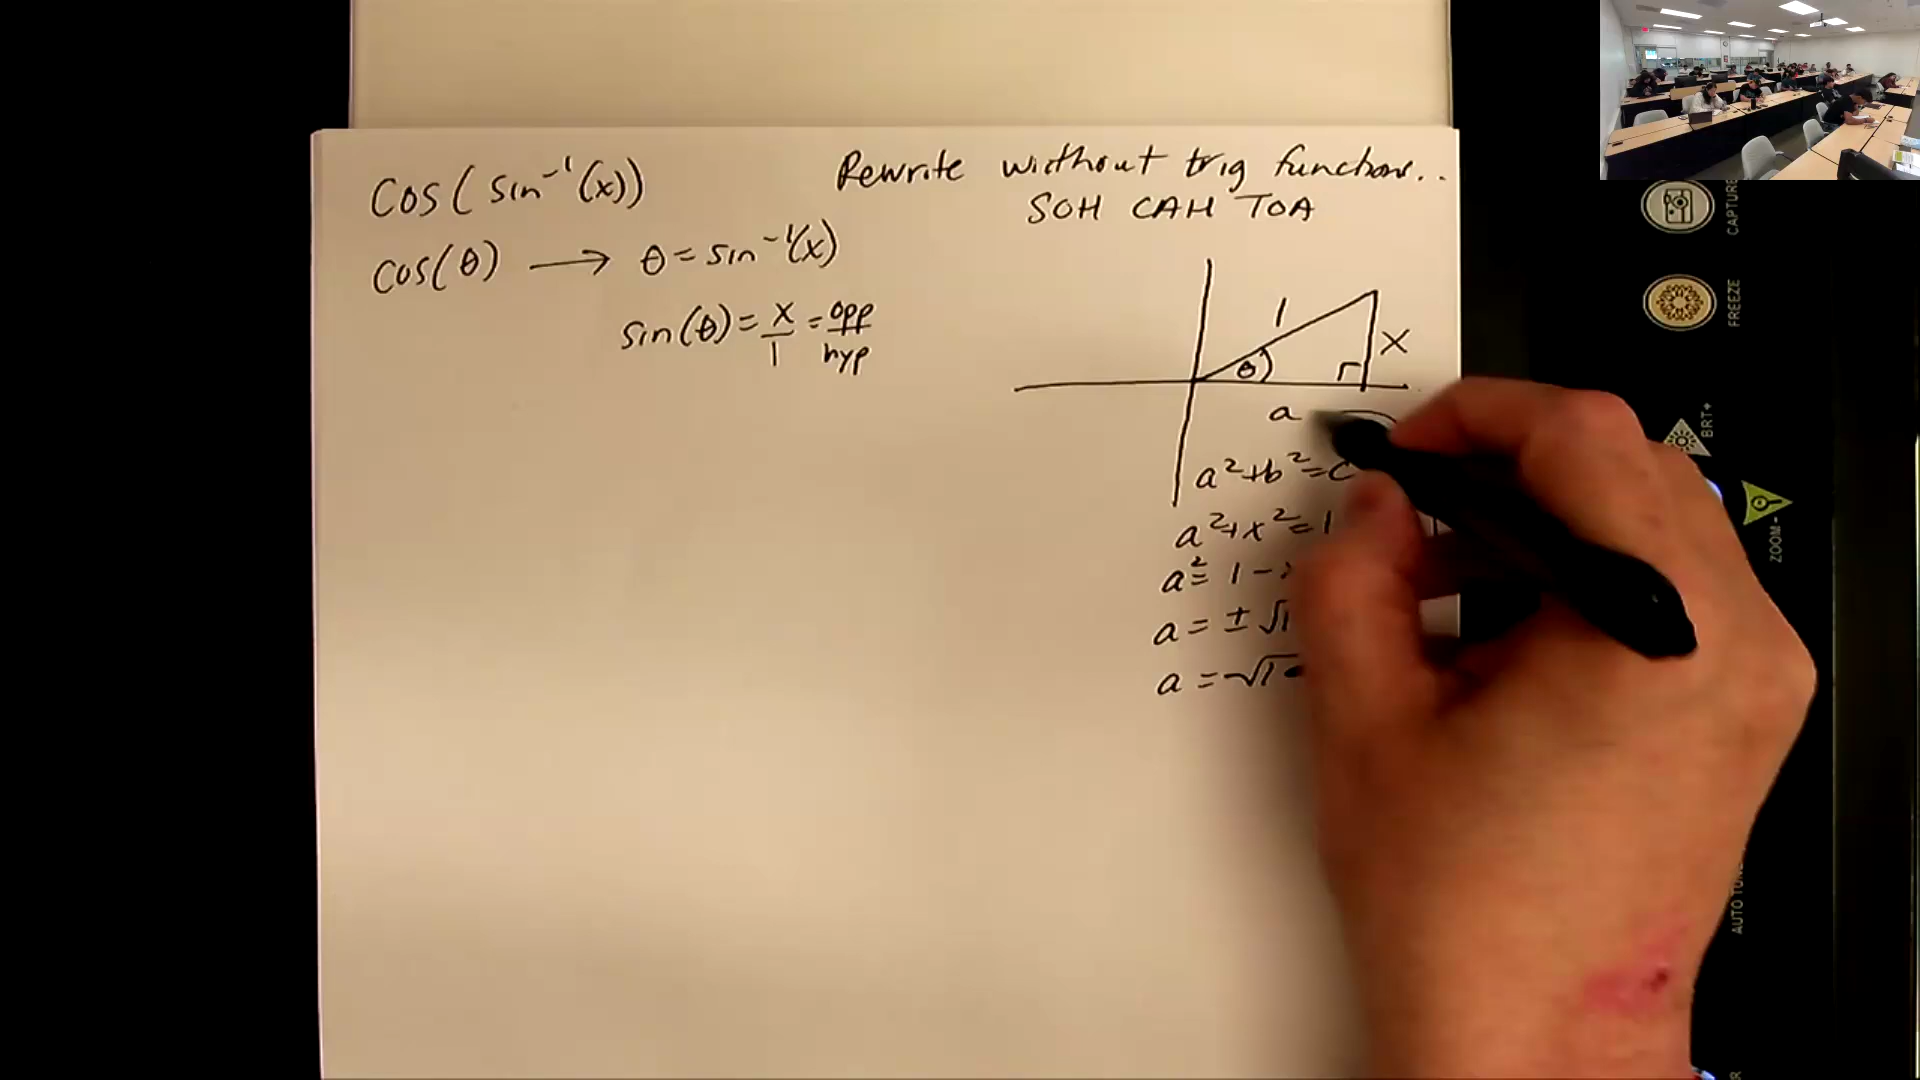 cos(sin⁻¹(x))
Rewrite without trig functions..
SOH CAH TOA
cos(θ) → θ = sin⁻¹(x)
sin(θ) = x/1 = opp/hyp
1
x
θ
a
a²+b²=c
a²+x²=1
a²= 1 -
a = ± √1
a = √1
CAPTURE
FREEZE
BRT+
ZOOM-